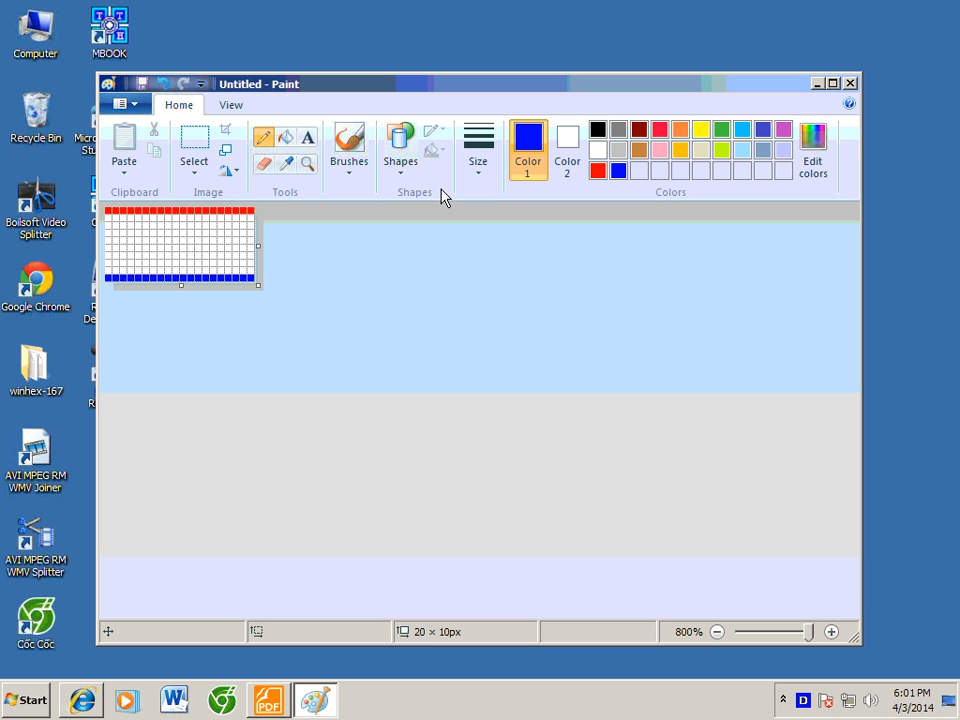 Computer
MBOOK
Recycle Bin
Boilsoft Video
Splitter
Google Chrome
winhex-167
AVI MPEG RM
WMV Joiner
AVI MPEG RM
WMV Splitter
Cốc Cốc
Untitled - Paint
Home
View
Paste
Select
Brushes
Shapes
Size
Color
1
Color
2
Edit
colors
Clipboard
Image
Tools
Shapes
Colors
20 × 10px
800%
Start
PDF
D
6:01 PM
4/3/2014